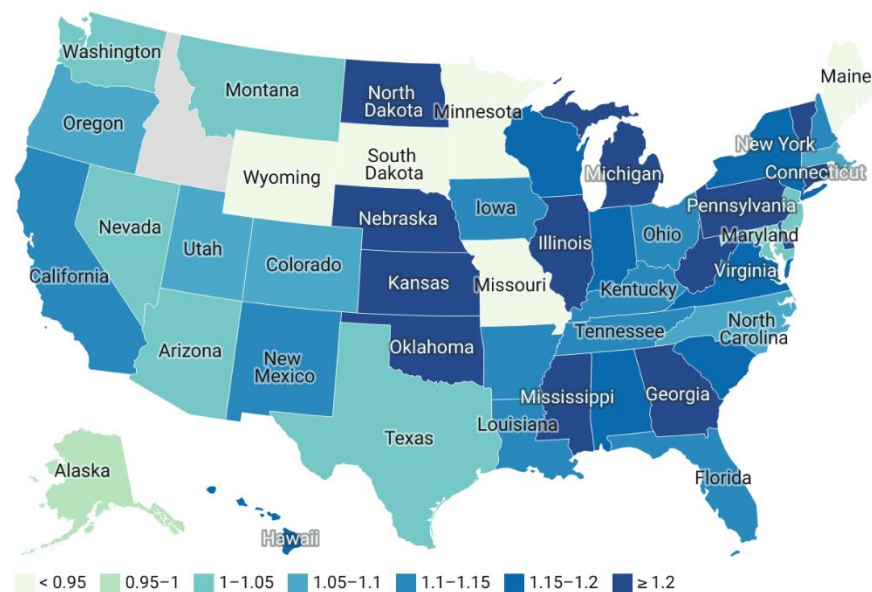 Washington
Montana
North
Dakota
Minnesota
Maine
Oregon
South
Dakota
Wyoming
Michigan
New York
Connecticut
Nebraska
Iowa
Pennsylvania
Nevada
Utah
Colorado
Illinois
Ohio
Maryland
California
Kansas
Missouri
Virginia
Kentucky
Arizona
New
Mexico
Oklahoma
Tennessee
North
Carolina
Mississippi
Georgia
Texas
Louisiana
Alaska
Florida
Hawaii
< 0.95 0.95–1 1–1.05 1.05–1.1 1.1–1.15 1.15–1.2 ≥ 1.2